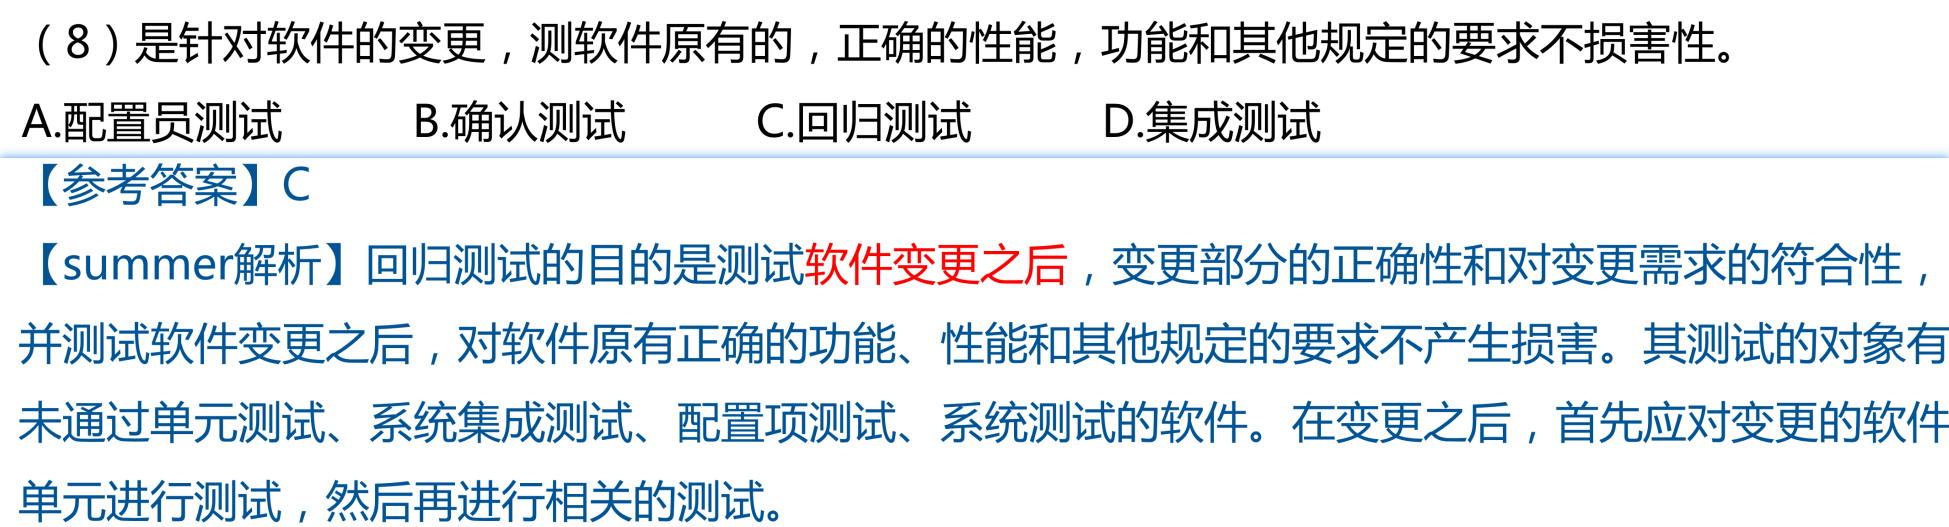 （8）是针对软件的变更，测软件原有的，正确的性能，功能和其他规定的要求不损害性。
A.配置员测试 B.确认测试 C.回归测试 D.集成测试
【参考答案】C
【summer解析】回归测试的目的是测试软件变更之后，变更部分的正确性和对变更需求的符合性，
并测试软件变更之后，对软件原有正确的功能、性能和其他规定的要求不产生损害。其测试的对象有
未通过单元测试、系统集成测试、配置项测试、系统测试的软件。在变更之后，首先应对变更的软件
单元进行测试，然后再进行相关的测试。